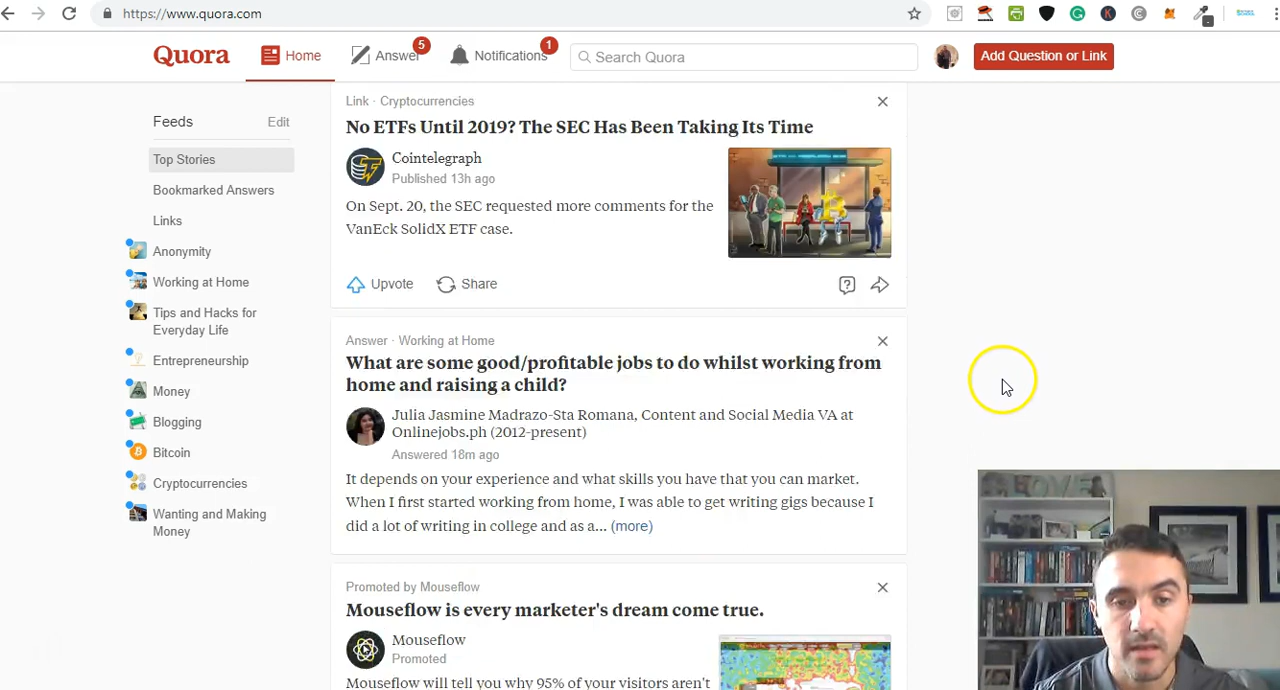 https://www.quora.com
Quora
Home
Answer
5
Notifications
1
Search Quora
Add Question or Link
Feeds
Edit
Top Stories
Bookmarked Answers
Links
Anonymity
Working at Home
Tips and Hacks for
Everyday Life
Entrepreneurship
Money
Blogging
Bitcoin
Cryptocurrencies
Wanting and Making
Money
Link · Cryptocurrencies
No ETFs Until 2019? The SEC Has Been Taking Its Time
Cointelegraph
Published 13h ago
On Sept. 20, the SEC requested more comments for the
VanEck SolidX ETF case.
Upvote
Share
Answer · Working at Home
What are some good/profitable jobs to do whilst working from
home and raising a child?
Julia Jasmine Madrazo-Sta Romana, Content and Social Media VA at
Onlinejobs.ph (2012-present)
Answered 18m ago
It depends on your experience and what skills you have that you can market.
When I first started working from home, I was able to get writing gigs because I
did a lot of writing in college and as a... (more)
Promoted by Mouseflow
Mouseflow is every marketer's dream come true.
Mouseflow
Promoted
Mouseflow will tell you why 95% of your visitors aren't